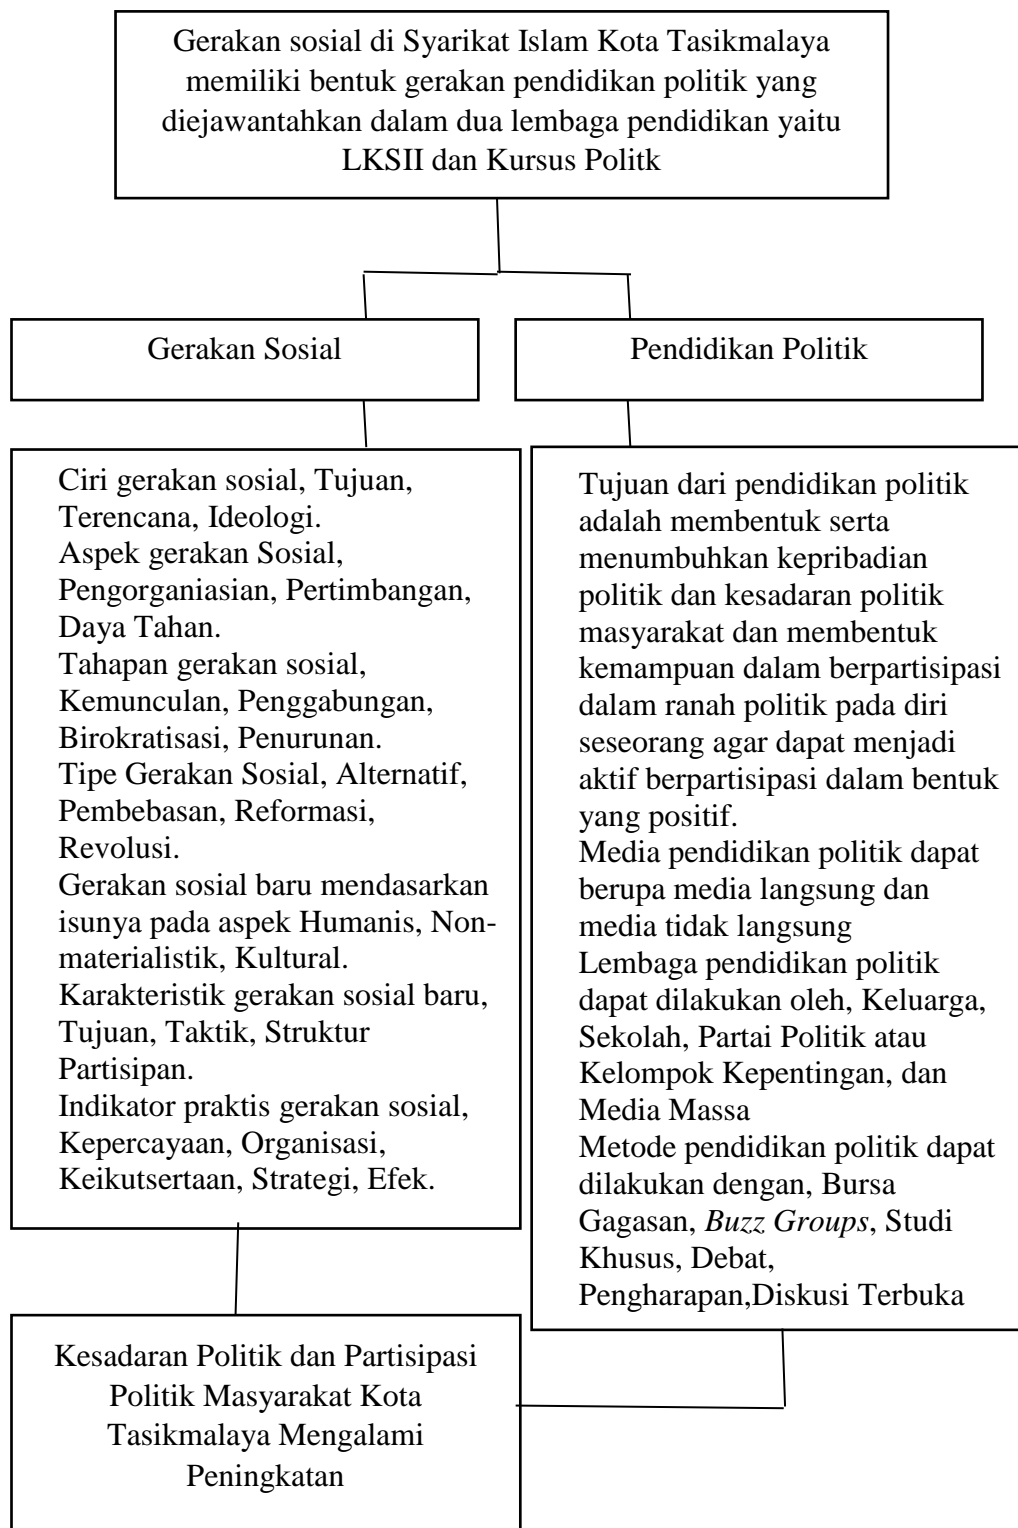 Gerakan sosial di Syarikat Islam Kota Tasikmalaya
memiliki bentuk gerakan pendidikan politik yang
diejawantahkan dalam dua lembaga pendidikan yaitu
LKSII dan Kursus Politk
Gerakan Sosial
Pendidikan Politik
Ciri gerakan sosial, Tujuan,
Terencana, Ideologi.
Aspek gerakan Sosial,
Pengorganiasian, Pertimbangan,
Daya Tahan.
Tahapan gerakan sosial,
Kemunculan, Penggabungan,
Birokratisasi, Penurunan.
Tipe Gerakan Sosial, Alternatif,
Pembebasan, Reformasi,
Revolusi.
Gerakan sosial baru mendasarkan
isunya pada aspek Humanis, Non-
materialistik, Kultural.
Karakteristik gerakan sosial baru,
Tujuan, Taktik, Struktur
Partisipan.
Indikator praktis gerakan sosial,
Kepercayaan, Organisasi,
Keikutsertaan, Strategi, Efek.
Tujuan dari pendidikan politik
adalah membentuk serta
menumbuhkan kepribadian
politik dan kesadaran politik
masyarakat dan membentuk
kemampuan dalam berpartisipasi
dalam ranah politik pada diri
seseorang agar dapat menjadi
aktif berpartisipasi dalam bentuk
yang positif.
Media pendidikan politik dapat
berupa media langsung dan
media tidak langsung
Lembaga pendidikan politik
dapat dilakukan oleh, Keluarga,
Sekolah, Partai Politik atau
Kelompok Kepentingan, dan
Media Massa
Metode pendidikan politik dapat
dilakukan dengan, Bursa
Gagasan, Buzz Groups, Studi
Khusus, Debat,
Pengharapan,Diskusi Terbuka
Kesadaran Politik dan Partisipasi
Politik Masyarakat Kota
Tasikmalaya Mengalami
Peningkatan